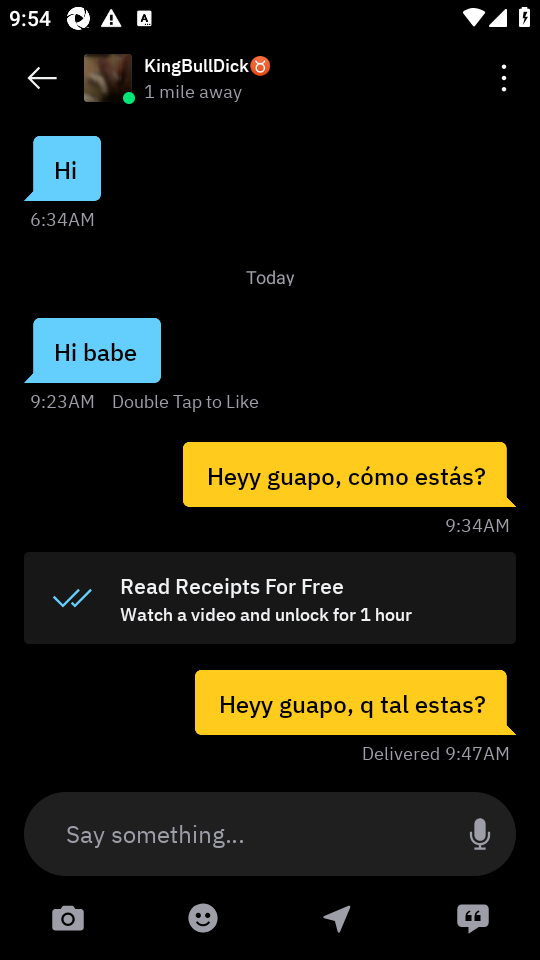 9:54
KingBullDick♉
1 mile away
Hi
6:34AM
Today
Hi babe
9:23AM Double Tap to Like
Heyy guapo, cómo estás?
9:34AM
Read Receipts For Free
Watch a video and unlock for 1 hour
Heyy guapo, q tal estas?
Delivered 9:47AM
Say something...